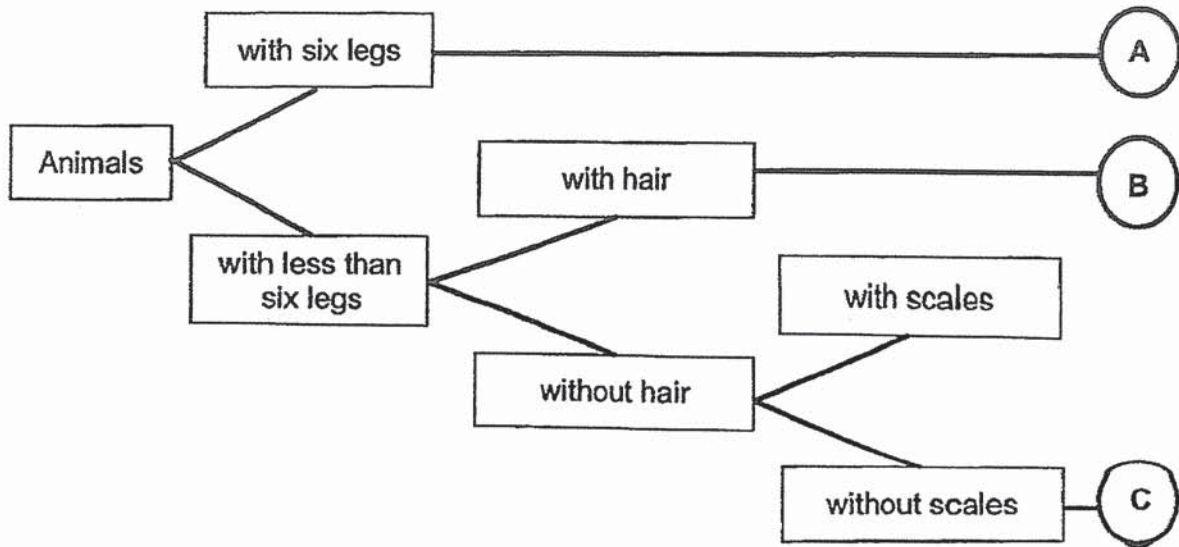 with six legs
A
Animals
with hair
B
with less than
six legs
with scales
without hair
without scales
C